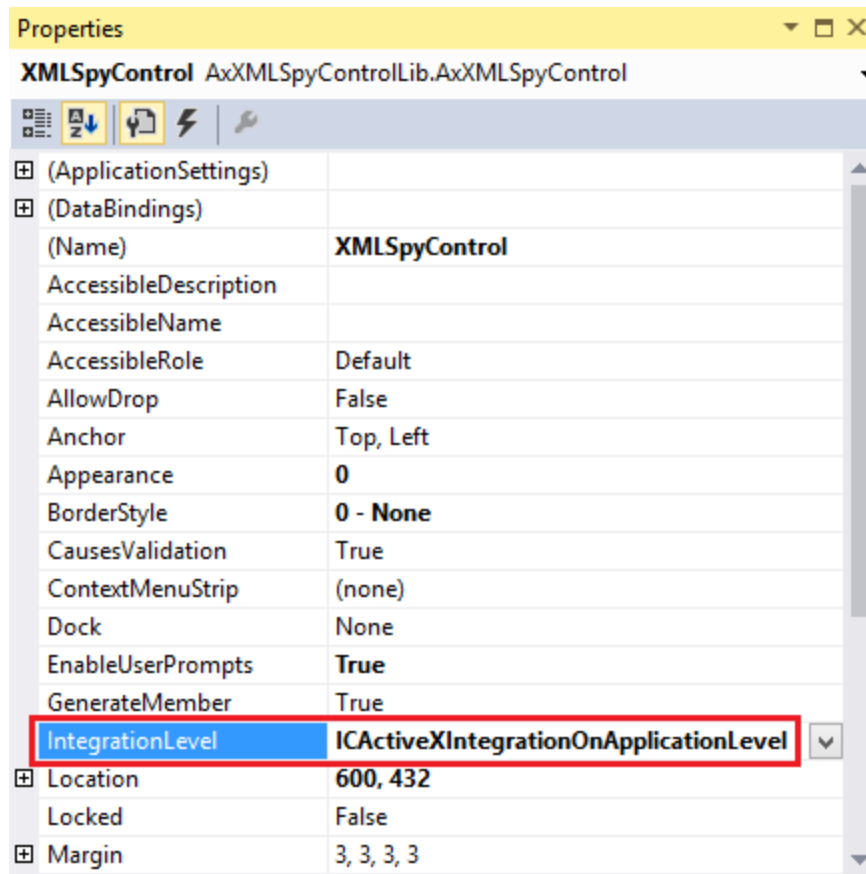 Properties
XMLSpyControl AxXMLSpyControlLib.AxXMLSpyControl
(ApplicationSettings)
(DataBindings)
(Name) XMLSpyControl
AccessibleDescription
AccessibleName
AccessibleRole Default
AllowDrop False
Anchor Top, Left
Appearance 0
BorderStyle 0 - None
CausesValidation True
ContextMenuStrip (none)
Dock None
EnableUserPrompts True
GenerateMember True
IntegrationLevel ICActiveXIntegrationOnApplicationLevel
Location 600, 432
Locked False
Margin 3, 3, 3, 3